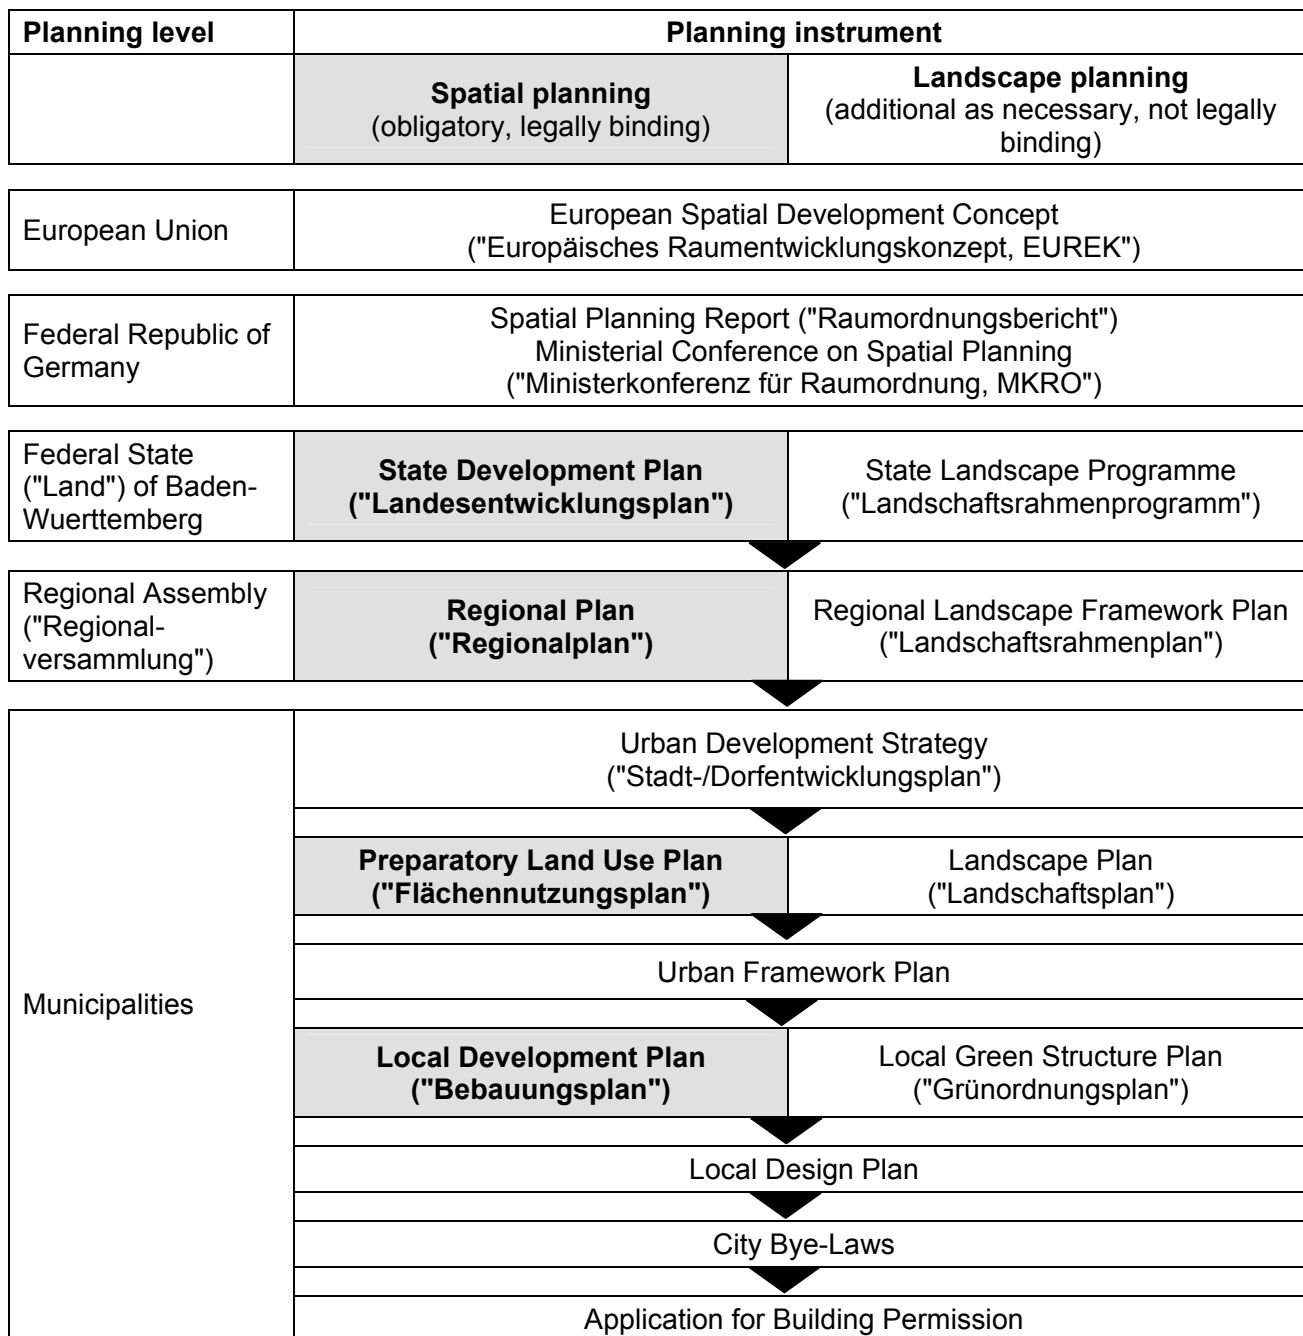 Planning level
Planning instrument
Spatial planning
(obligatory, legally binding)
Landscape planning
(additional as necessary, not legally
binding)
European Union
European Spatial Development Concept
("Europäisches Raumentwicklungskonzept, EUREK")
Federal Republic of
Germany
Spatial Planning Report ("Raumordnungsbericht")
Ministerial Conference on Spatial Planning
("Ministerkonferenz für Raumordnung, MKRO")
Federal State
("Land") of Baden-
Wuerttemberg
State Development Plan
("Landesentwicklungsplan")
State Landscape Programme
("Landschaftsrahmenprogramm")
Regional Assembly
("Regional-
versammlung")
Regional Plan
("Regionalplan")
Regional Landscape Framework Plan
("Landschaftsrahmenplan")
Municipalities
Urban Development Strategy
("Stadt-/Dorfentwicklungsplan")
Preparatory Land Use Plan
("Flächennutzungsplan")
Landscape Plan
("Landschaftsplan")
Urban Framework Plan
Local Development Plan
("Bebauungsplan")
Local Green Structure Plan
("Grünordnungsplan")
Local Design Plan
City Bye-Laws
Application for Building Permission